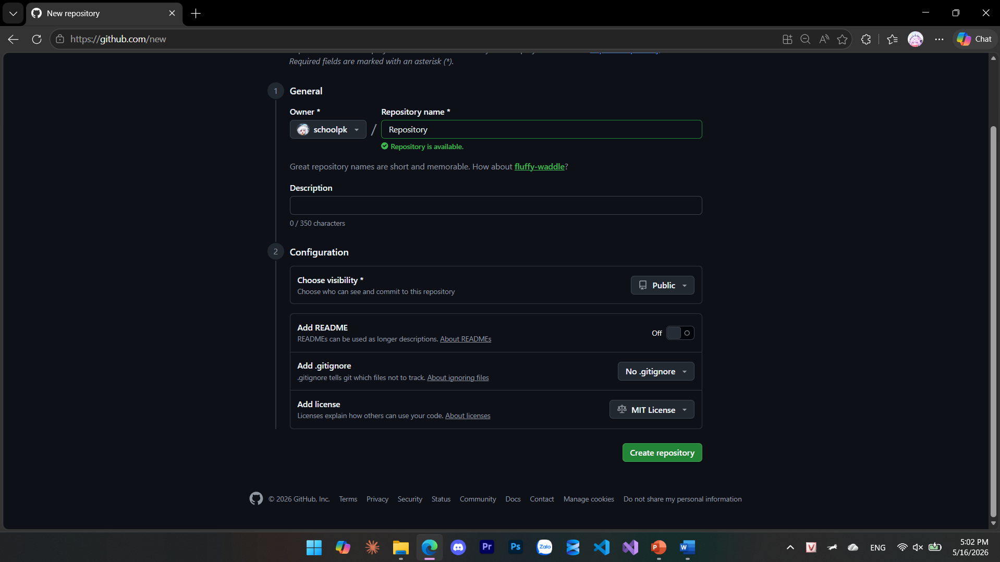 New repository
https://github.com/new
Chat
Required fields are marked with an asterisk (*).
1
General
Owner *
Repository name *
schoolpk
/
Repository
Repository is available.
Great repository names are short and memorable. How about fluffy-waddle?
Description
0 / 350 characters
2
Configuration
Choose visibility *
Choose who can see and commit to this repository
Public
Add README
READMEs can be used as longer descriptions. About READMEs
Off
Add .gitignore
.gitignore tells git which files not to track. About ignoring files
No .gitignore
Add license
Licenses explain how others can use your code. About licenses
MIT License
Create repository
© 2026 GitHub, Inc. Terms Privacy Security Status Community Docs Contact Manage cookies Do not share my personal information
Pr
Ps
Zalo
P
W
V
ENG
5:02 PM
5/16/2026